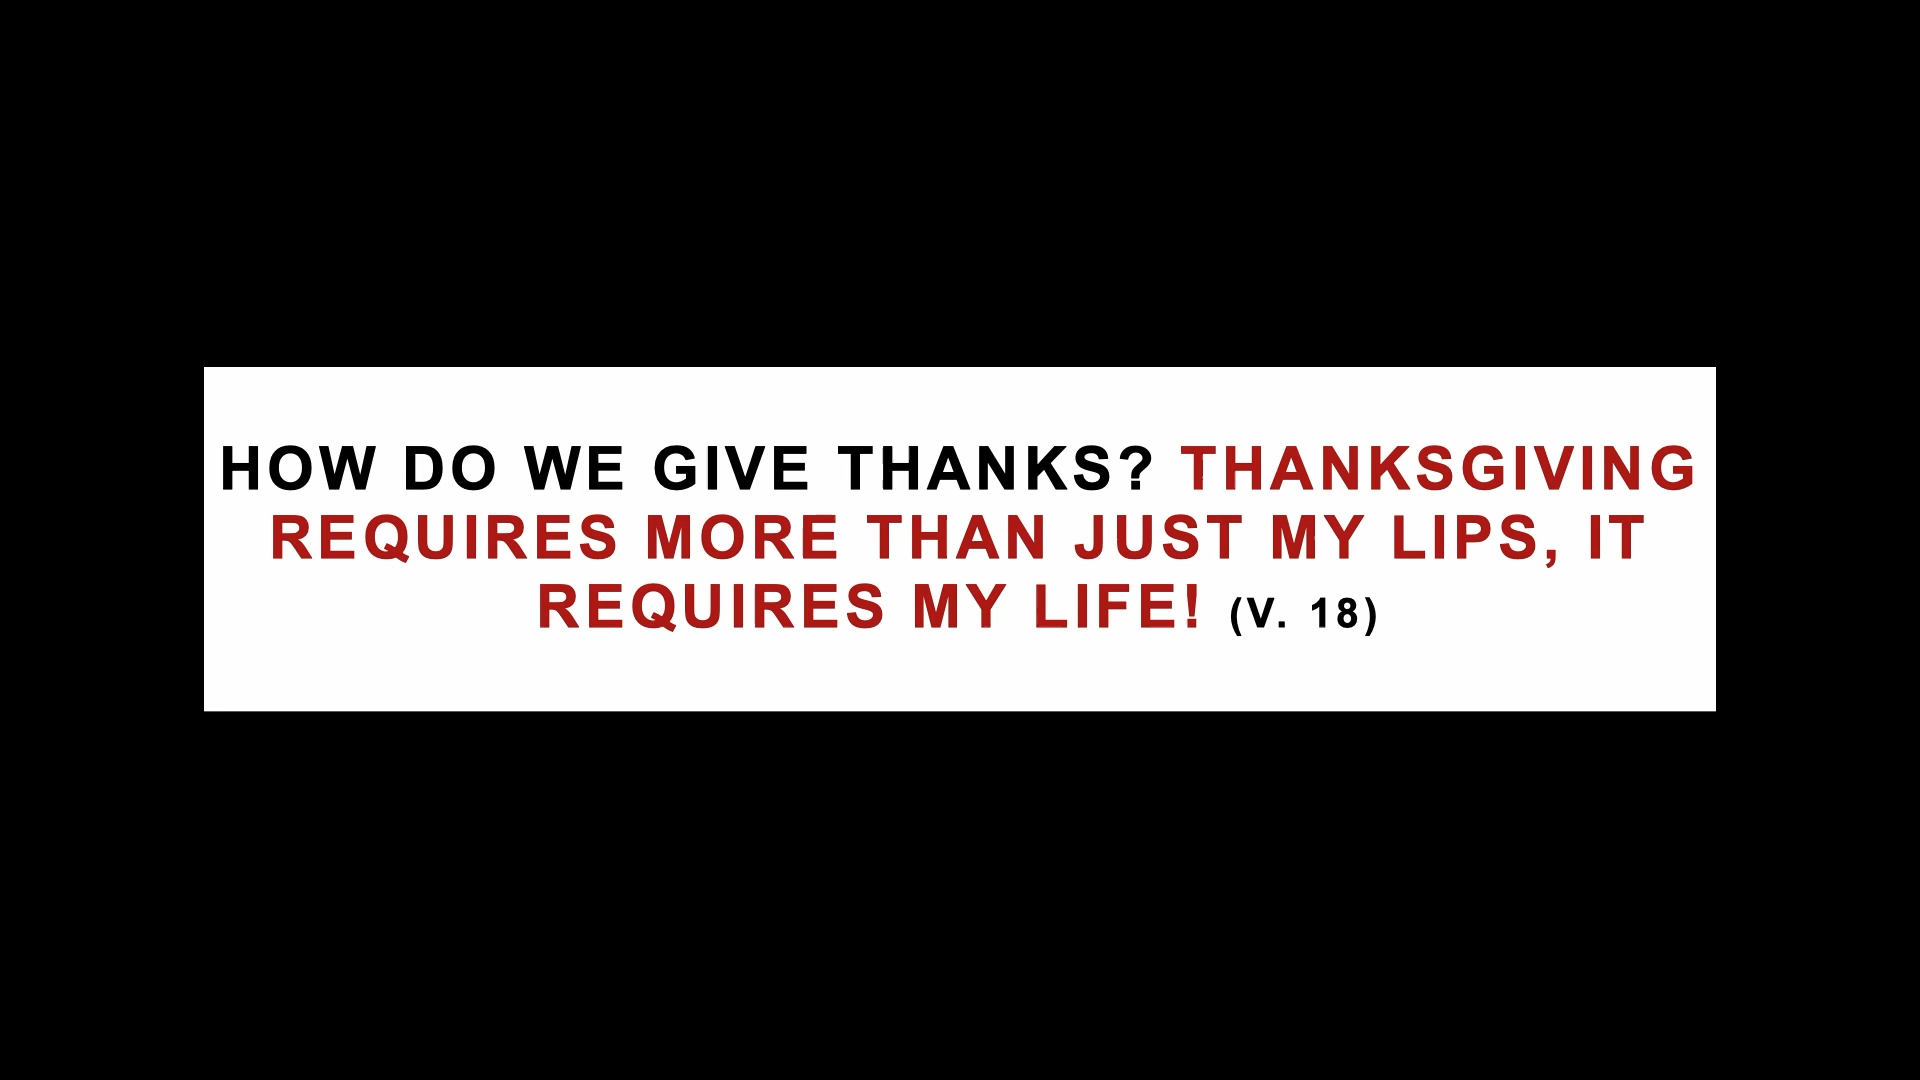 HOW DO WE GIVE THANKS? THANKSGIVING
REQUIRES MORE THAN JUST MY LIPS, IT
REQUIRES MY LIFE! (V. 18)